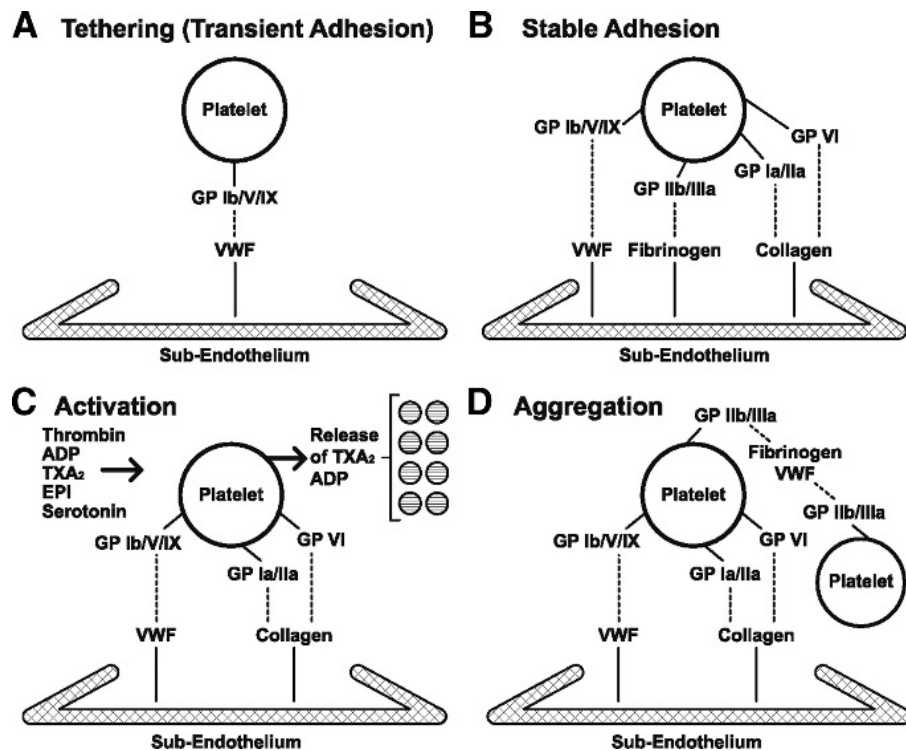 A Tethering (Transient Adhesion)
Platelet
GP Ib/V/IX
VWF
Sub-Endothelium
B Stable Adhesion
Platelet
GP Ib/V/IX
GP VI
GP Ia/IIa
GP IIb/IIIa
VWF Fibrinogen Collagen
Sub-Endothelium
C Activation
Thrombin
ADP
TXA₂
EPI
Serotonin
Platelet
Release
of TXA₂
ADP
GP Ib/V/IX
GP VI
GP Ia/IIa
VWF Collagen
Sub-Endothelium
D Aggregation
GP IIb/IIIa
Fibrinogen
VWF
GP IIb/IIIa
Platelet
Platelet
GP Ib/V/IX
GP VI
GP Ia/IIa
VWF Collagen
Sub-Endothelium